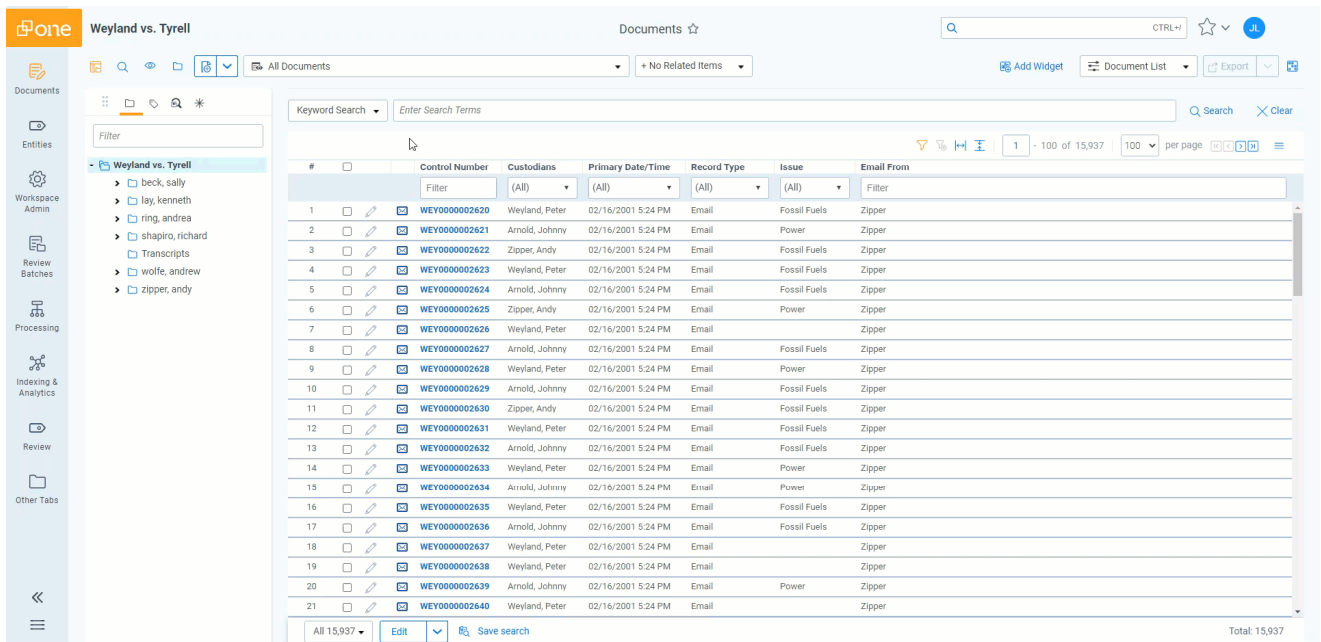 one
Weyland vs. Tyrell
Documents
CTRL+/
JL
All Documents
+ No Related Items
Add Widget
Document List
Export
Documents
Entities
Workspace
Admin
Review
Batches
Processing
Indexing &
Analytics
Review
Other Tabs
Filter
Weyland vs. Tyrell
beck, sally
lay, kenneth
ring, andrea
shapiro, richard
Transcripts
wolfe, andrew
zipper, andy
Keyword Search
Enter Search Terms
Search
Clear
1 - 100 of 15,937 100 per page
# Control Number Custodians Primary Date/Time Record Type Issue Email From
Filter (All) (All) (All) (All) Filter
1 WEY0000002620 Weyland, Peter 02/16/2001 5:24 PM Email Fossil Fuels Zipper
2 WEY0000002621 Arnold, Johnny 02/16/2001 5:24 PM Email Power Zipper
3 WEY0000002622 Zipper, Andy 02/16/2001 5:24 PM Email Fossil Fuels Zipper
4 WEY0000002623 Weyland, Peter 02/16/2001 5:24 PM Email Fossil Fuels Zipper
5 WEY0000002624 Arnold, Johnny 02/16/2001 5:24 PM Email Fossil Fuels Zipper
6 WEY0000002625 Zipper, Andy 02/16/2001 5:24 PM Email Power Zipper
7 WEY0000002626 Weyland, Peter 02/16/2001 5:24 PM Email Zipper
8 WEY0000002627 Arnold, Johnny 02/16/2001 5:24 PM Email Fossil Fuels Zipper
9 WEY0000002628 Weyland, Peter 02/16/2001 5:24 PM Email Power Zipper
10 WEY0000002629 Arnold, Johnny 02/16/2001 5:24 PM Email Fossil Fuels Zipper
11 WEY0000002630 Zipper, Andy 02/16/2001 5:24 PM Email Fossil Fuels Zipper
12 WEY0000002631 Weyland, Peter 02/16/2001 5:24 PM Email Fossil Fuels Zipper
13 WEY0000002632 Arnold, Johnny 02/16/2001 5:24 PM Email Fossil Fuels Zipper
14 WEY0000002633 Weyland, Peter 02/16/2001 5:24 PM Email Power Zipper
15 WEY0000002634 Arnold, Johnny 02/16/2001 5:24 PM Email Power Zipper
16 WEY0000002635 Weyland, Peter 02/16/2001 5:24 PM Email Fossil Fuels Zipper
17 WEY0000002636 Arnold, Johnny 02/16/2001 5:24 PM Email Fossil Fuels Zipper
18 WEY0000002637 Weyland, Peter 02/16/2001 5:24 PM Email Zipper
19 WEY0000002638 Weyland, Peter 02/16/2001 5:24 PM Email Zipper
20 WEY0000002639 Arnold, Johnny 02/16/2001 5:24 PM Email Power Zipper
21 WEY0000002640 Weyland, Peter 02/16/2001 5:24 PM Email Zipper
All 15,937 Edit Save search Total: 15,937